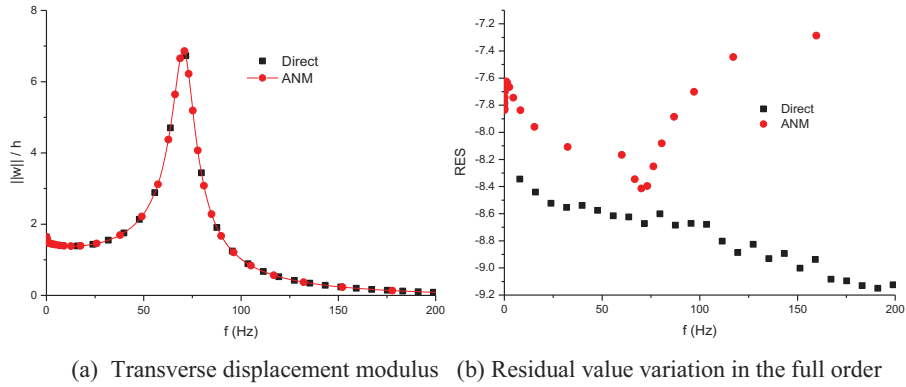 8
6
4
2
0
||w|| / h
0
50
100
150
200
f (Hz)
Direct
ANM
-7.2
-7.4
-7.6
-7.8
-8.0
-8.2
-8.4
-8.6
-8.8
-9.0
-9.2
RES
0
50
100
150
200
f (Hz)
Direct
ANM
(a) Transverse displacement modulus
(b) Residual value variation in the full order